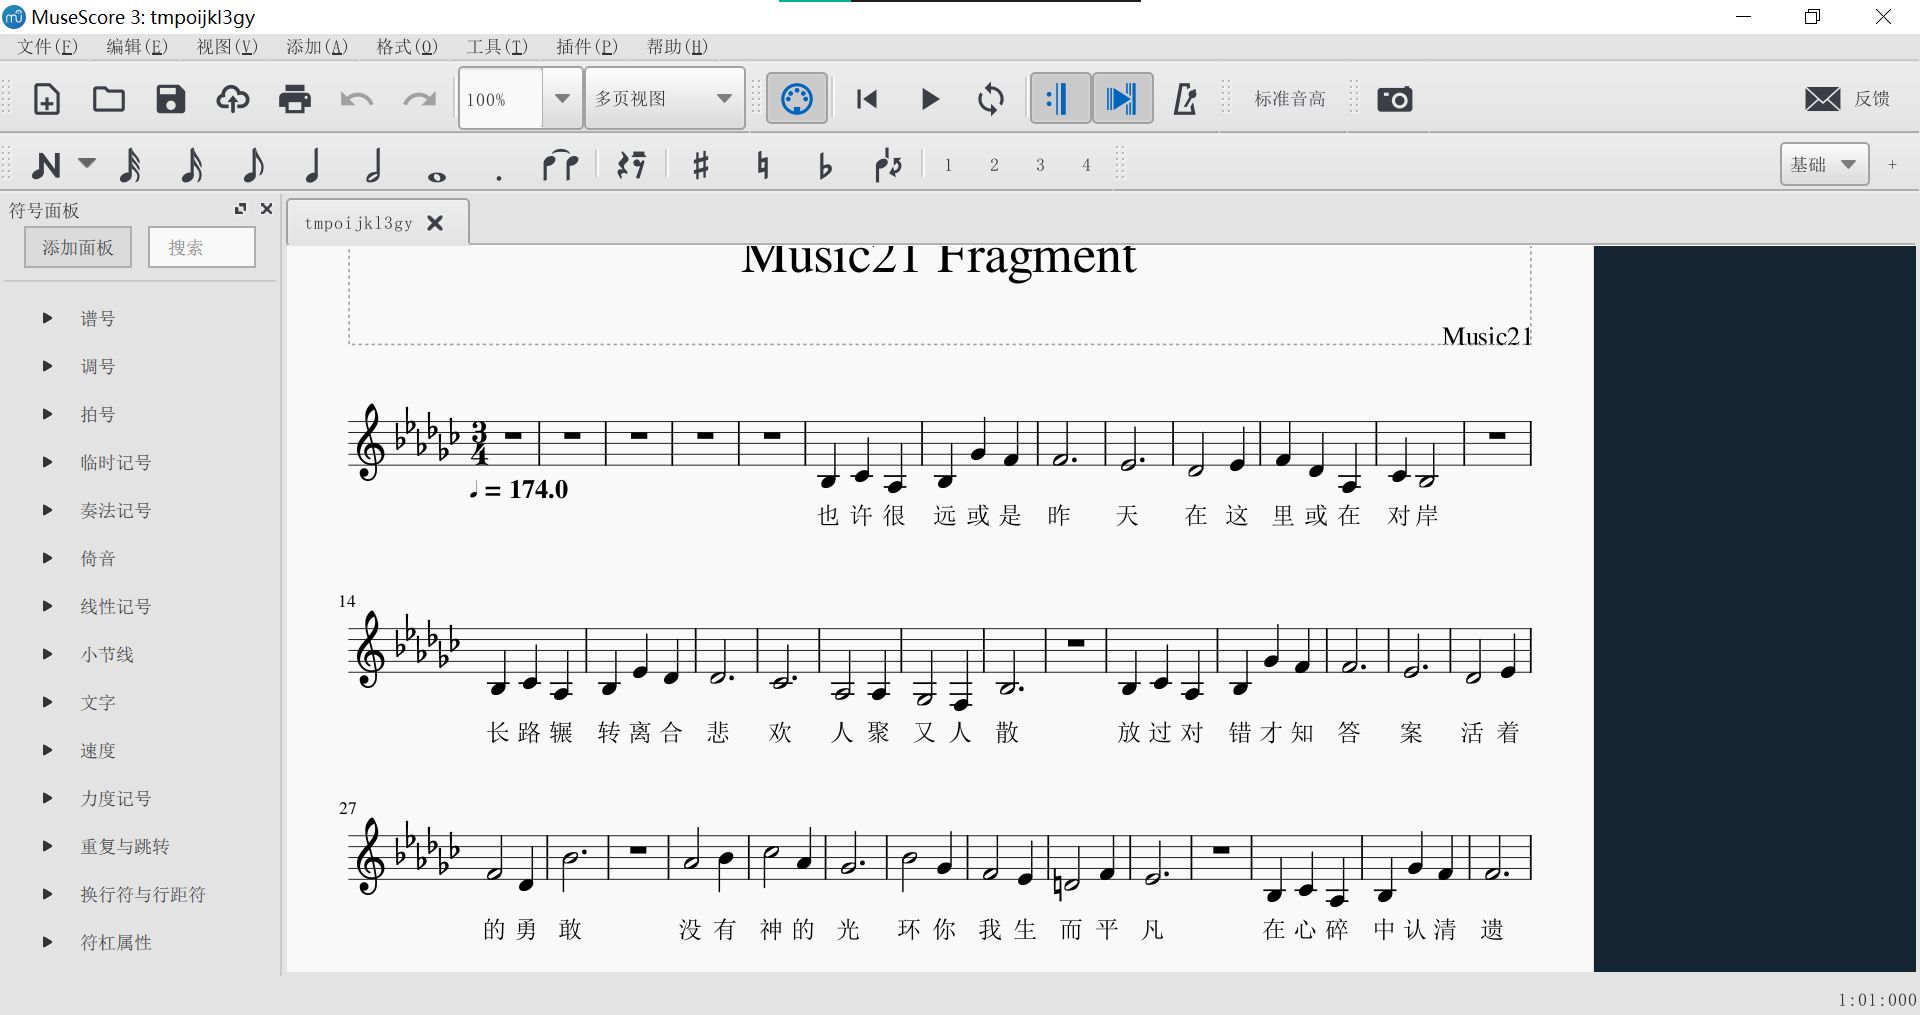 MuseScore 3: tmpoijkl3gy
文件(F) 编辑(E) 视图(V) 添加(A) 格式(O) 工具(T) 插件(P) 帮助(H)
100% 多页视图 标准音高 反馈
1 2 3 4 基础 +
符号面板
tmpoijkl3gy
添加面板 搜索
谱号
调号
拍号
临时记号
奏法记号
倚音
线性记号
小节线
文字
速度
力度记号
重复与跳转
换行符与行距符
符杠属性
Music21 Fragment
Music21
3
4
= 174.0
也 许 很 远 或 是 昨 天 在 这 里 或 在 对 岸
14
长 路 辗 转 离 合 悲 欢 人 聚 又 人 散 放 过 对 错 才 知 答 案 活 着
27
的 勇 敢 没 有 神 的 光 环 你 我 生 而 平 凡 在 心 碎 中 认 清 遗
1:01:000